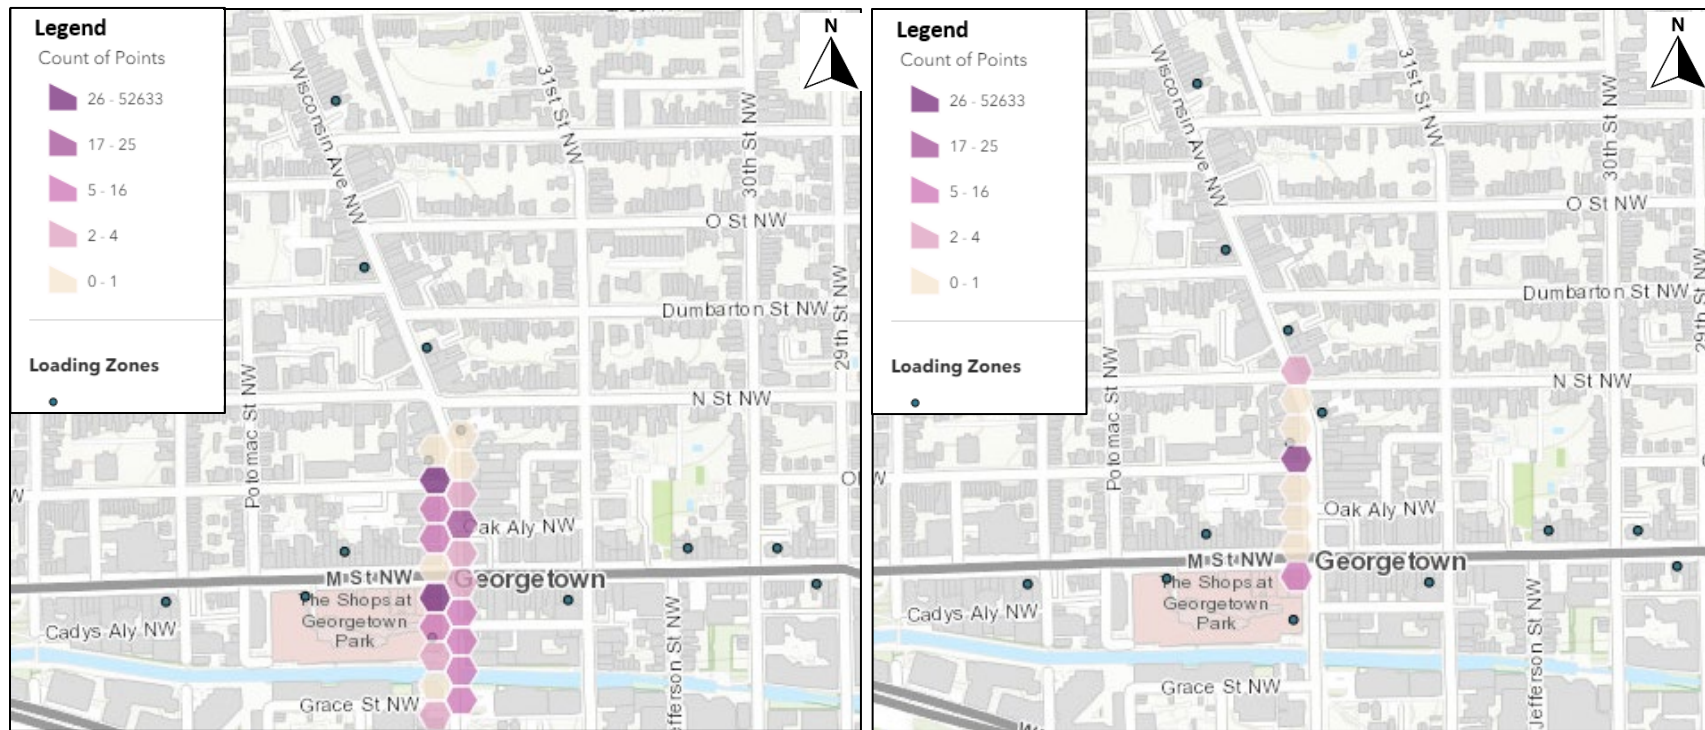 Legend
Count of Points
26 - 52633
17 - 25
5 - 16
2 - 4
0 - 1
Loading Zones
N
Wisconsin Ave NW
31st St NW
30th St NW
O St NW
29th St NW
Dumbarton St NW
Potomac St NW
N St NW
Oak Aly NW
M St NW
Georgetown
The Shops at
Georgetown
Park
Cadys Aly NW
Grace St NW
Jefferson St NW
Legend
Count of Points
26 - 52633
17 - 25
5 - 16
2 - 4
0 - 1
Loading Zones
N
Wisconsin Ave NW
31st St NW
30th St NW
O St NW
29th St NW
Dumbarton St NW
Potomac St NW
N St NW
Oak Aly NW
M St NW
Georgetown
The Shops at
Georgetown
Park
Cadys Aly NW
Grace St NW
Jefferson St NW